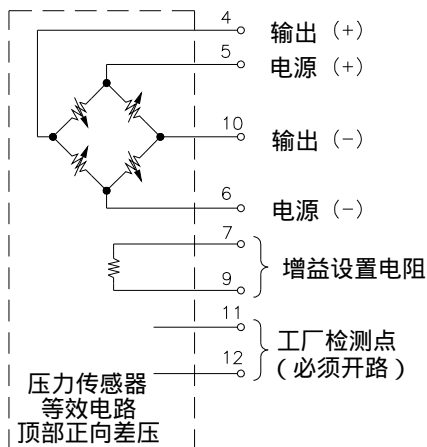 4 输出（+）
5 电源（+）
10 输出（-）
6 电源（-）
7
增益设置电阻
9
11
工厂检测点
12 （必须开路）
压力传感器
等效电路
顶部正向差压